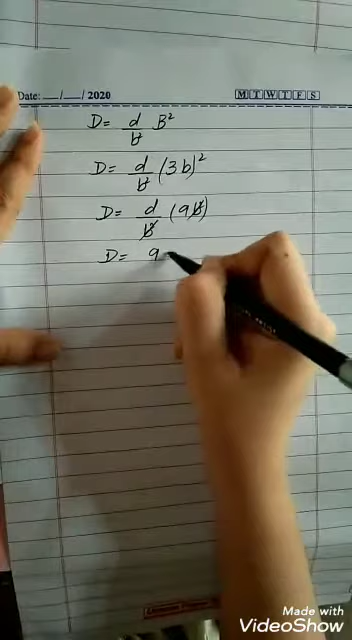 Date: __/__/ 2020 M T W T F S
D = d/b² B²
D = d/b² (3b)²
D = d/b² (9b²)
D = 9
Made with
VideoShow